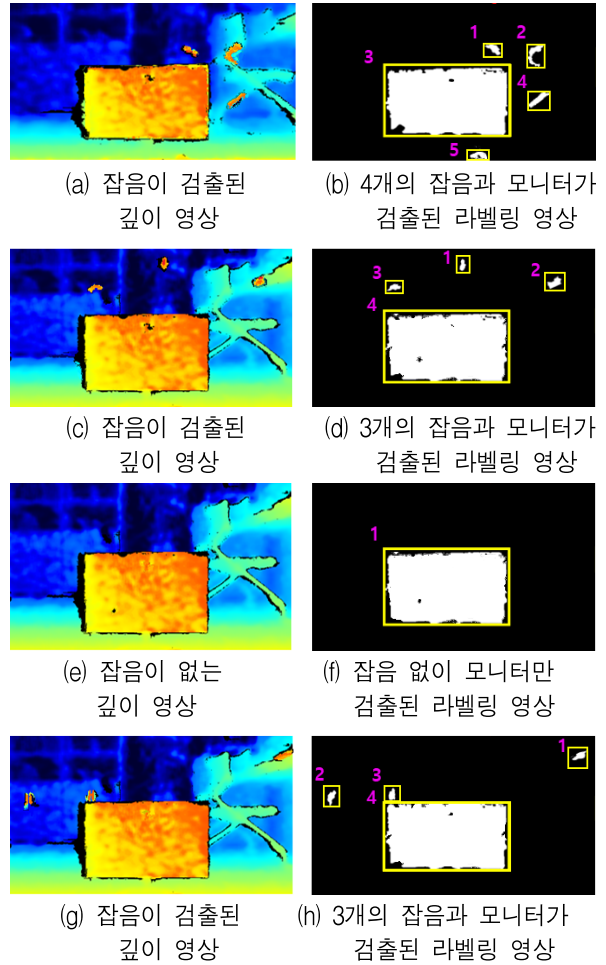 1
2
3
4
5
(a) 잡음이 검출된
깊이 영상
(b) 4개의 잡음과 모니터가
검출된 라벨링 영상
1
2
3
4
(c) 잡음이 검출된
깊이 영상
(d) 3개의 잡음과 모니터가
검출된 라벨링 영상
1
(e) 잡음이 없는
깊이 영상
(f) 잡음 없이 모니터만
검출된 라벨링 영상
1
2
3
4
(g) 잡음이 검출된
깊이 영상
(h) 3개의 잡음과 모니터가
검출된 라벨링 영상